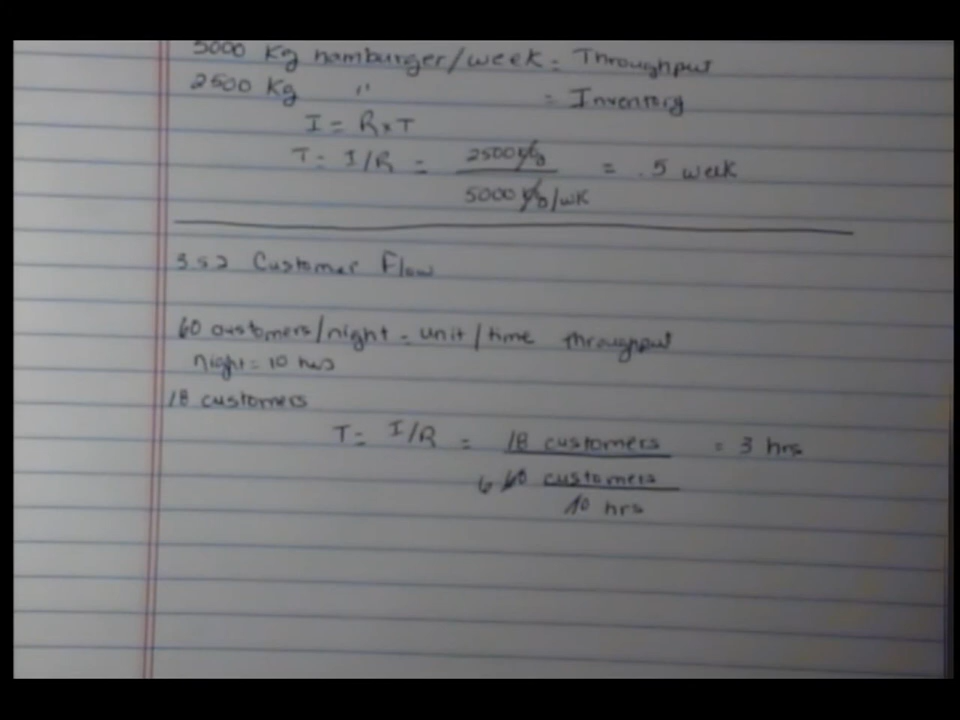 5000 Kg hamburger/week = Throughput
2500 Kg " = Inventory
I = R x T
T = I/R = 2500 kg / 5000 kg/wk = .5 week
3.2 Customer Flow
60 customers/night = unit/time throughput
night = 10 hrs
18 customers
T = I/R = 18 customers / 6 60 customers / 10 hrs = 3 hrs